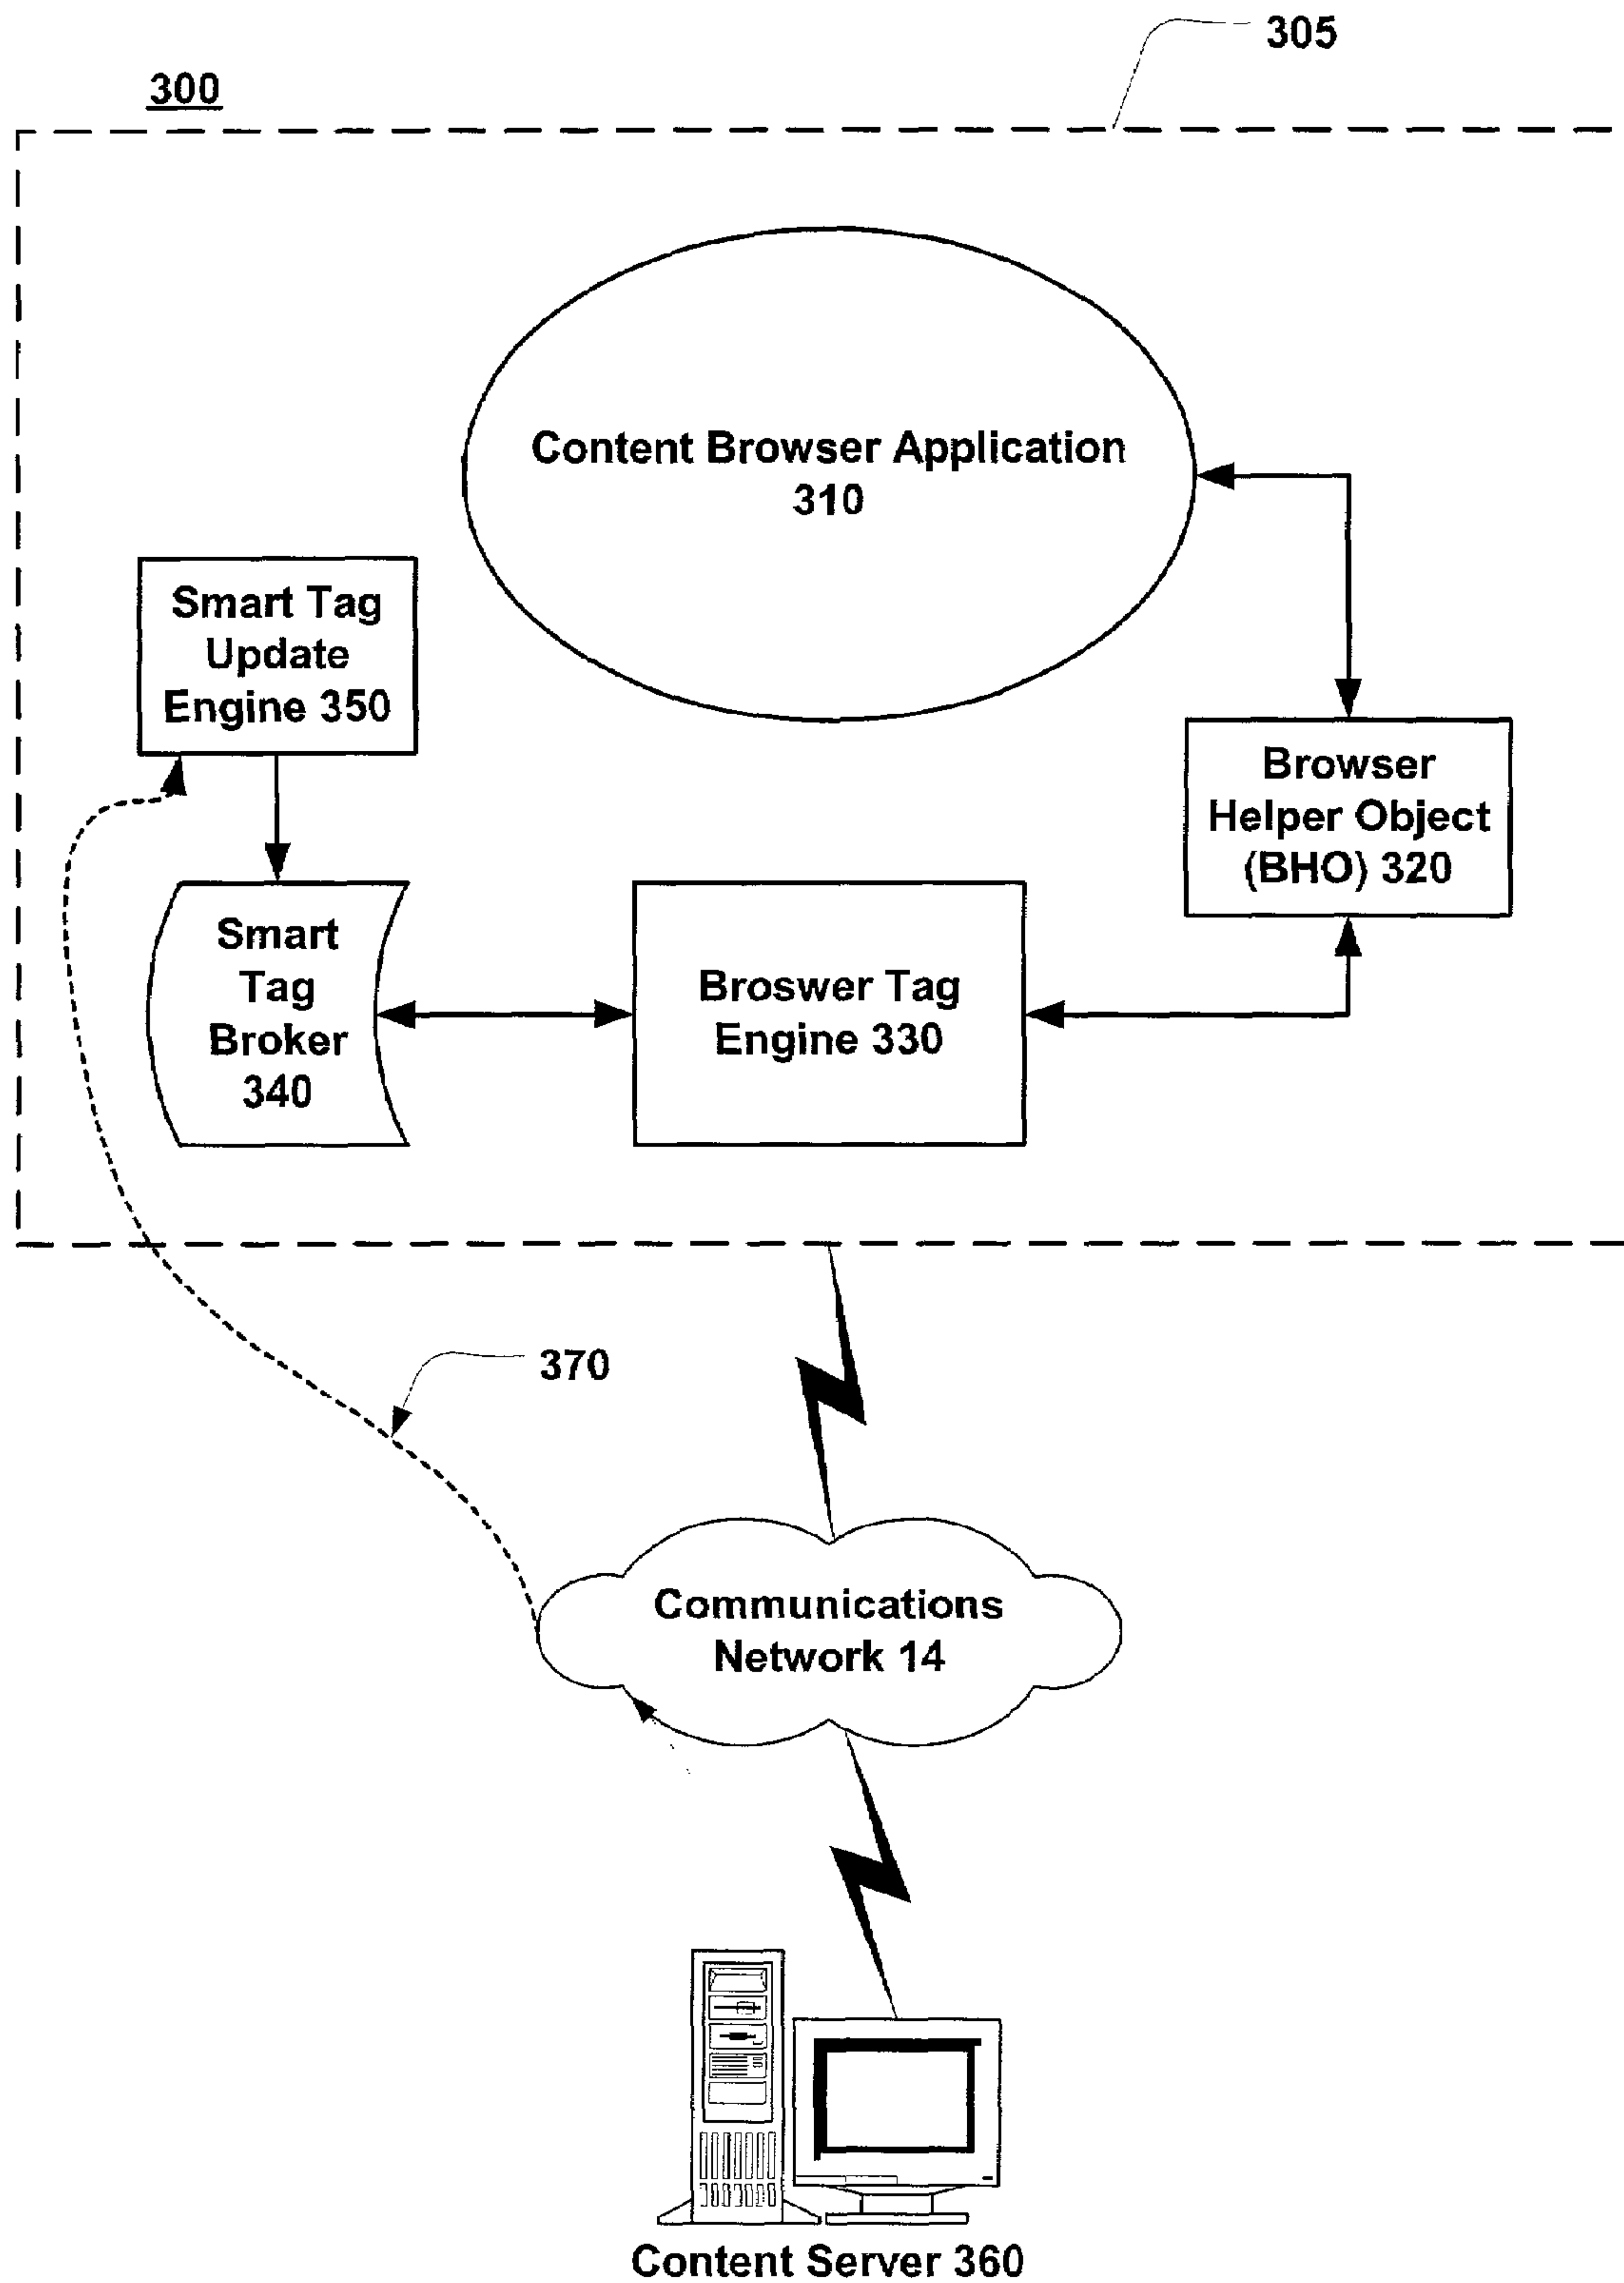 305
300
Content Browser Application
310
Smart Tag
Update
Engine 350
Browser
Helper Object
(BHO) 320
Smart
Tag
Broker
340
Broswer Tag
Engine 330
370
Communications
Network 14
Content Server 360